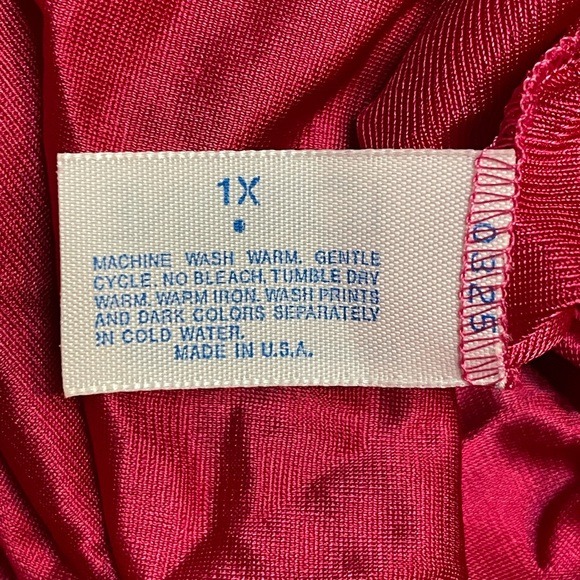 1X
MACHINE WASH WARM. GENTLE
CYCLE. NO BLEACH. TUMBLE DRY
WARM. WARM IRON. WASH PRINTS
AND DARK COLORS SEPARATELY
IN COLD WATER.
MADE IN U.S.A.
0325